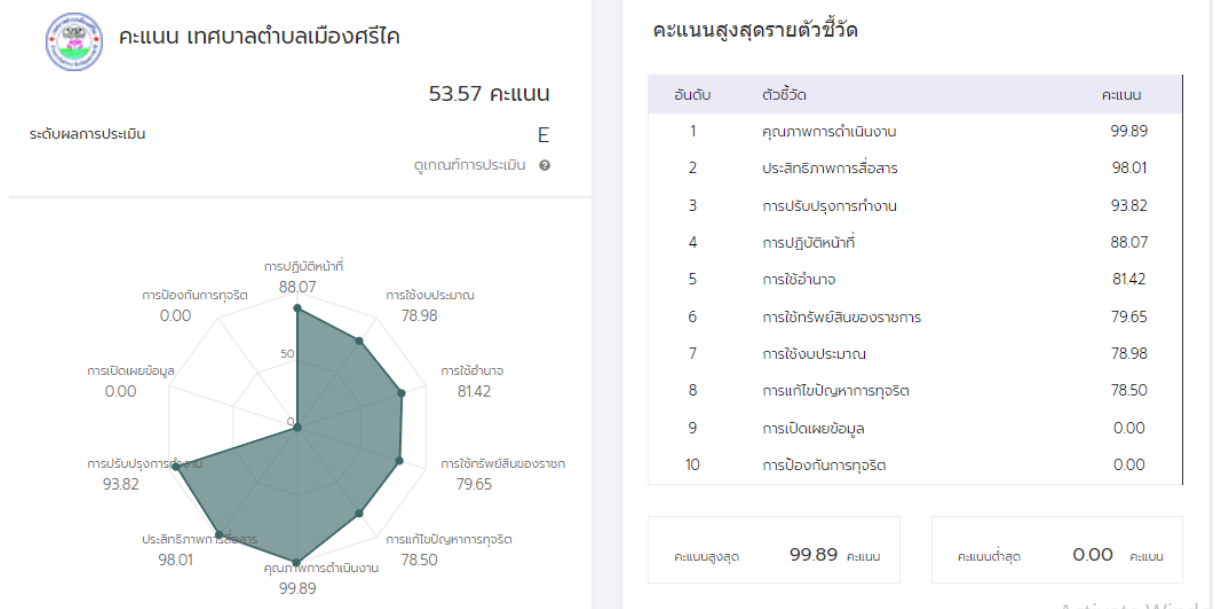 คะแนน เทศบาลตำบลเมืองศรีไค
53.57 คะแนน
ระดับผลการประเมิน E
ดูเกณฑ์การประเมิน
การปฏิบัติหน้าที่
88.07
การป้องกันการทุจริต
0.00
การใช้งบประมาณ
78.98
50
การเปิดเผยข้อมูล
0.00
การใช้อำนาจ
81.42
0
การปรับปรุงการทำงาน
93.82
การใช้ทรัพย์สินของราชก
79.65
ประสิทธิภาพการสื่อสาร
98.01
การแก้ไขปัญหาการทุจริต
78.50
คุณภาพการดำเนินงาน
99.89
คะแนนสูงสุดรายตัวชี้วัด
อันดับ ตัวชี้วัด คะแนน
1 คุณภาพการดำเนินงาน 99.89
2 ประสิทธิภาพการสื่อสาร 98.01
3 การปรับปรุงการทำงาน 93.82
4 การปฏิบัติหน้าที่ 88.07
5 การใช้อำนาจ 81.42
6 การใช้ทรัพย์สินของราชการ 79.65
7 การใช้งบประมาณ 78.98
8 การแก้ไขปัญหาการทุจริต 78.50
9 การเปิดเผยข้อมูล 0.00
10 การป้องกันการทุจริต 0.00
คะแนนสูงสุด 99.89 คะแนน
คะแนนต่ำสุด 0.00 คะแนน